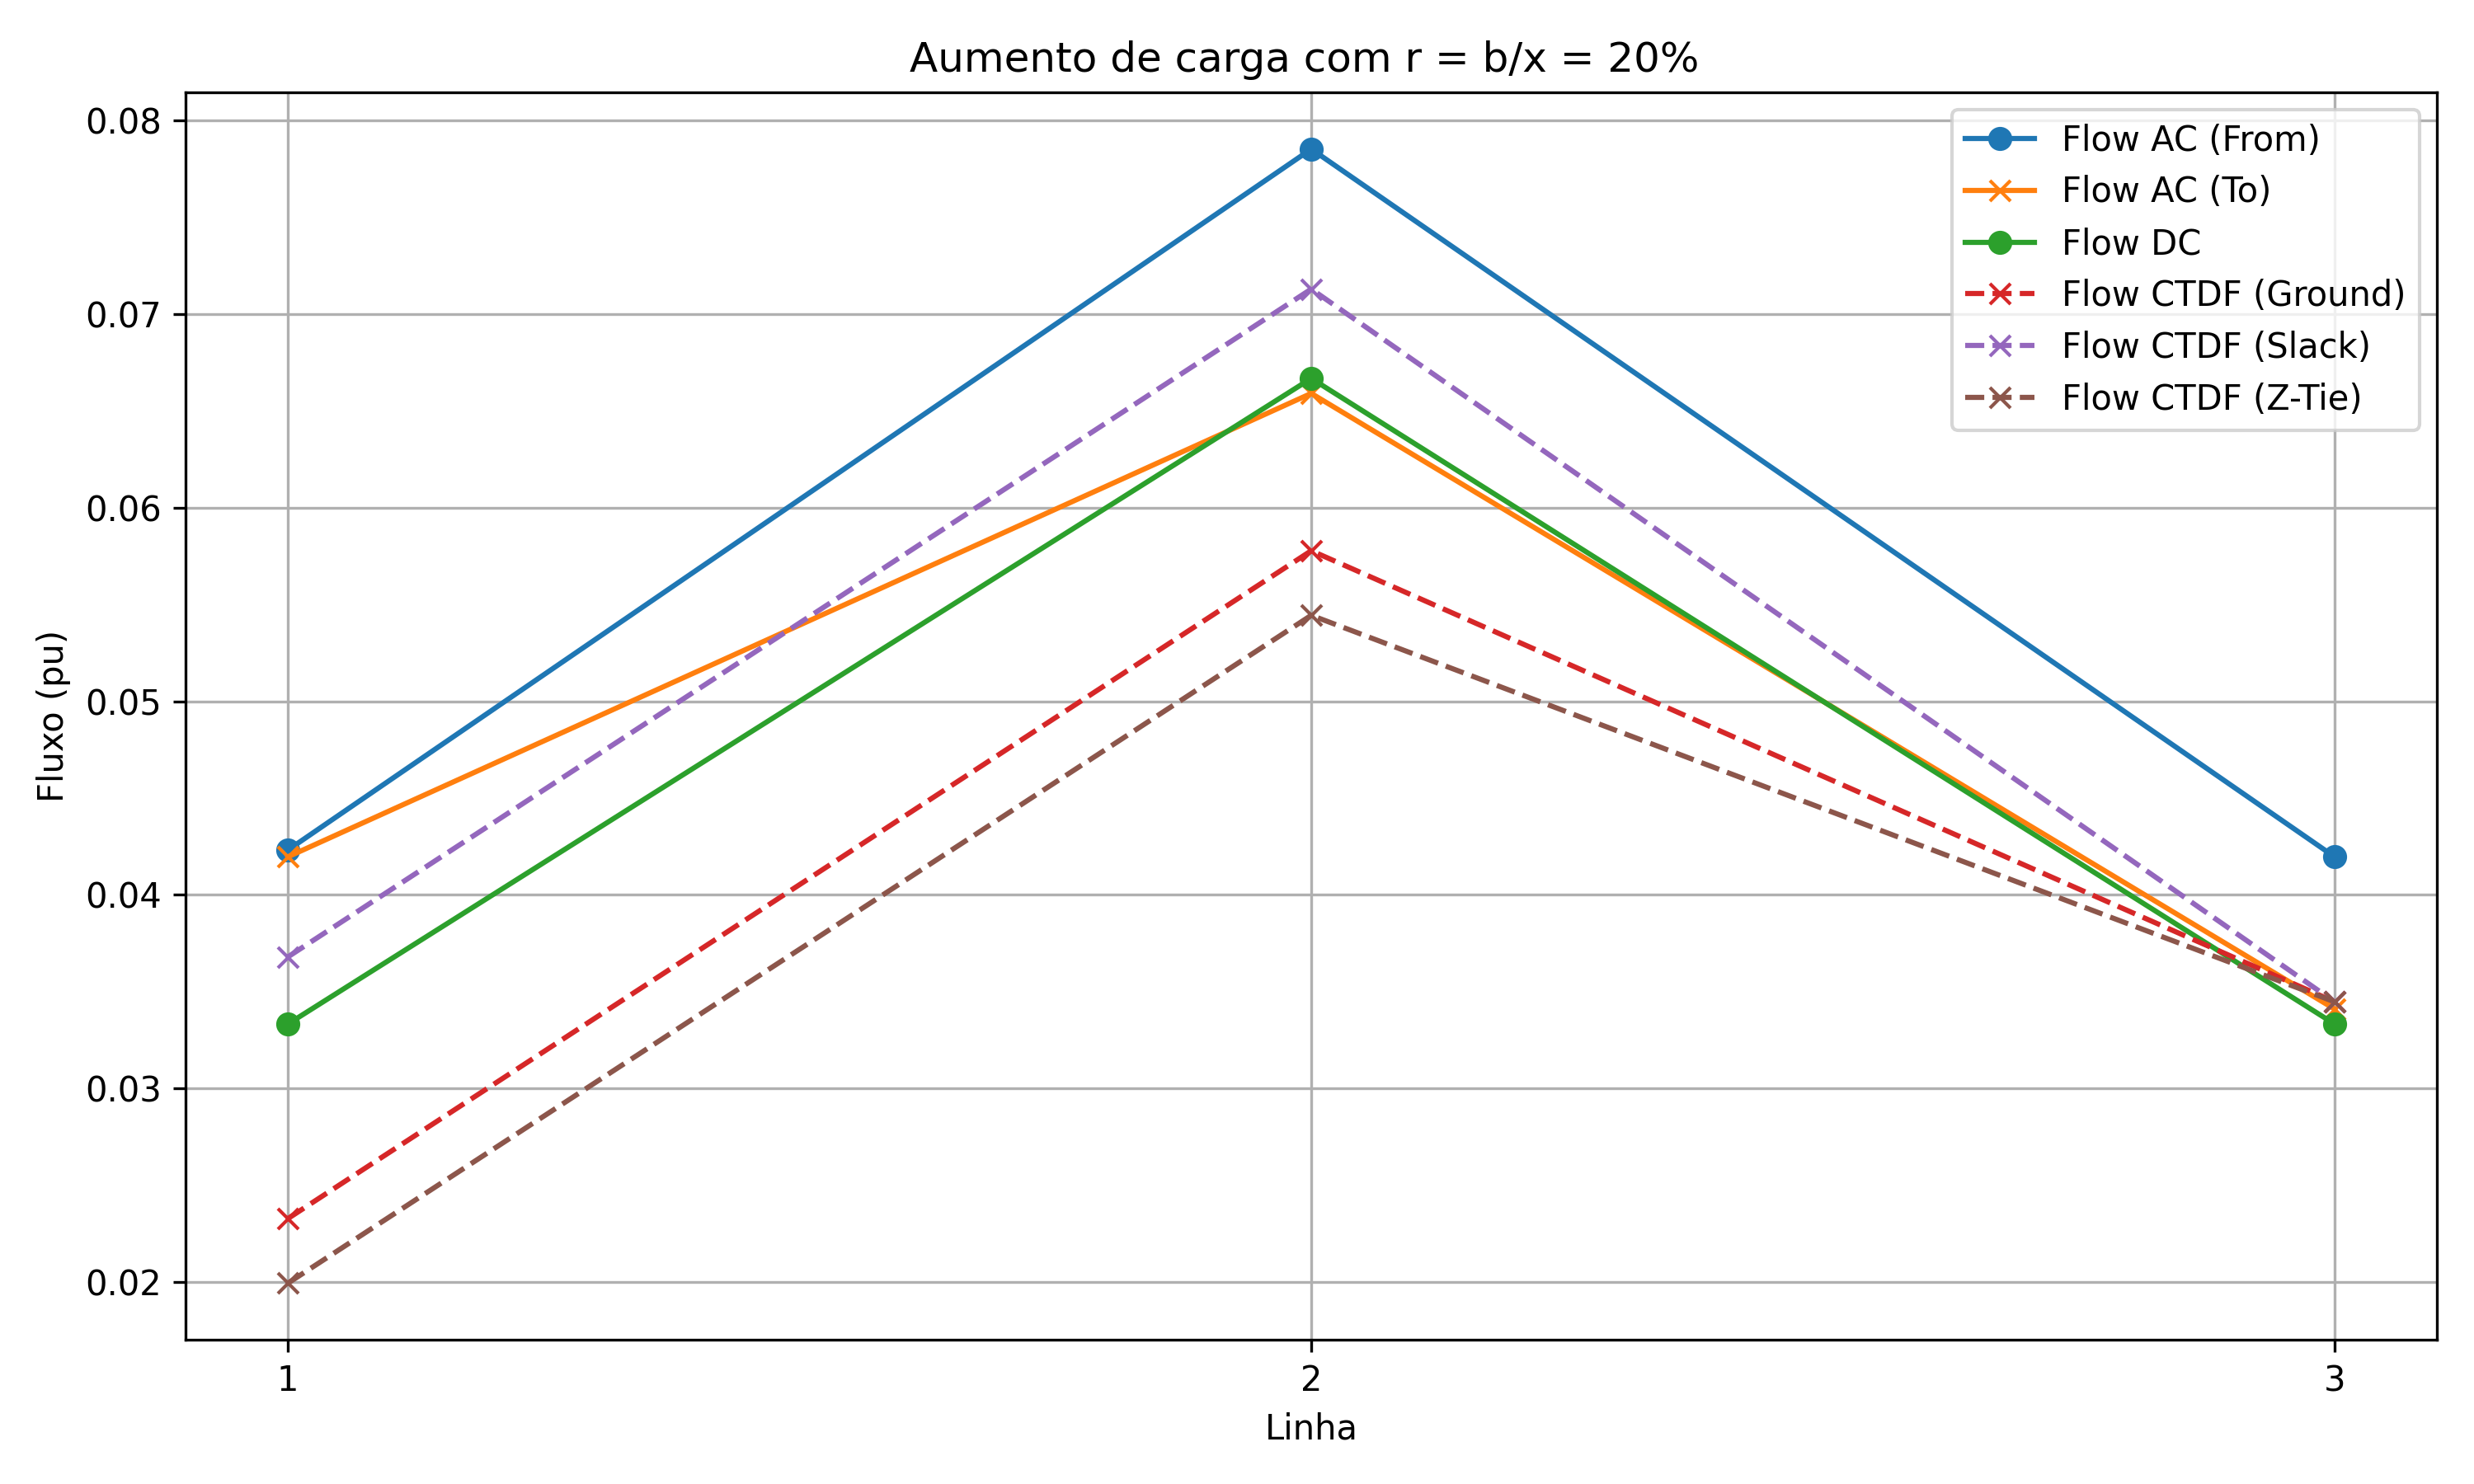 Aumento de carga com r = b/x = 20%
0.08
0.07
0.06
0.05
0.04
0.03
0.02
Fluxo (pu)
Flow AC (From)
Flow AC (To)
Flow DC
Flow CTDF (Ground)
Flow CTDF (Slack)
Flow CTDF (Z-Tie)
1
2
3
Linha